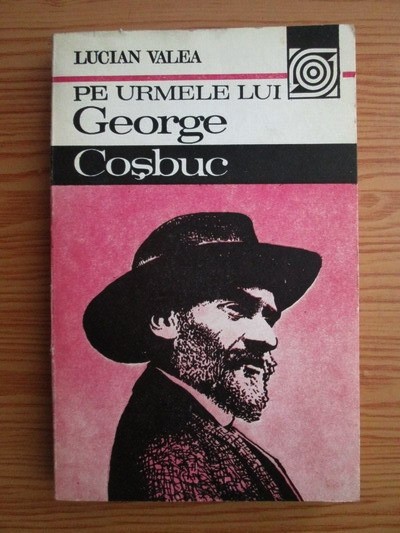 LUCIAN VALEA
PE URMELE LUI
George
Coşbuc